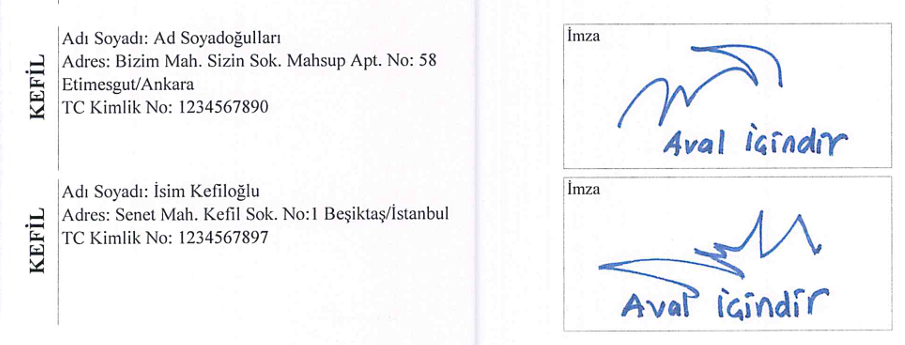 KEFİL
Adı Soyadı: Ad Soyadoğulları
Adres: Bizim Mah. Sizin Sok. Mahsup Apt. No: 58
Etimesgut/Ankara
TC Kimlik No: 1234567890
İmza
Aval İçindir
KEFİL
Adı Soyadı: İsim Kefiloğlu
Adres: Senet Mah. Kefil Sok. No:1 Beşiktaş/İstanbul
TC Kimlik No: 1234567897
İmza
Aval İçindir